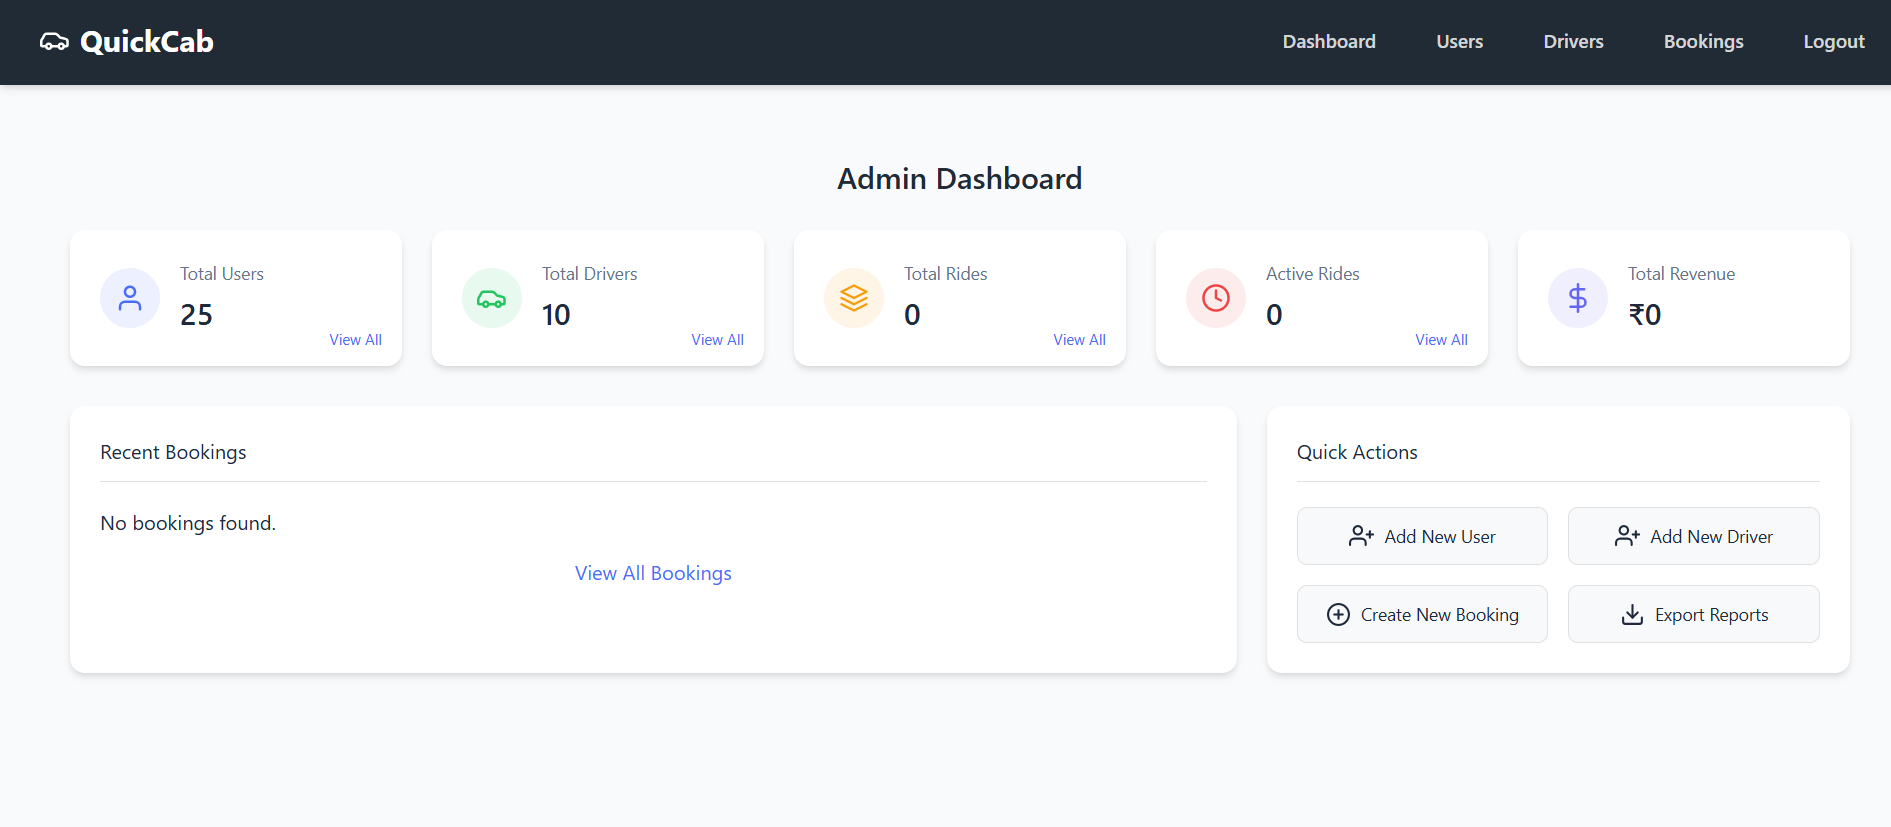 QuickCab
Dashboard
Users
Drivers
Bookings
Logout
Admin Dashboard
Total Users
25
View All
Total Drivers
10
View All
Total Rides
0
View All
Active Rides
0
View All
Total Revenue
₹0
Recent Bookings
No bookings found.
View All Bookings
Quick Actions
Add New User
Add New Driver
Create New Booking
Export Reports